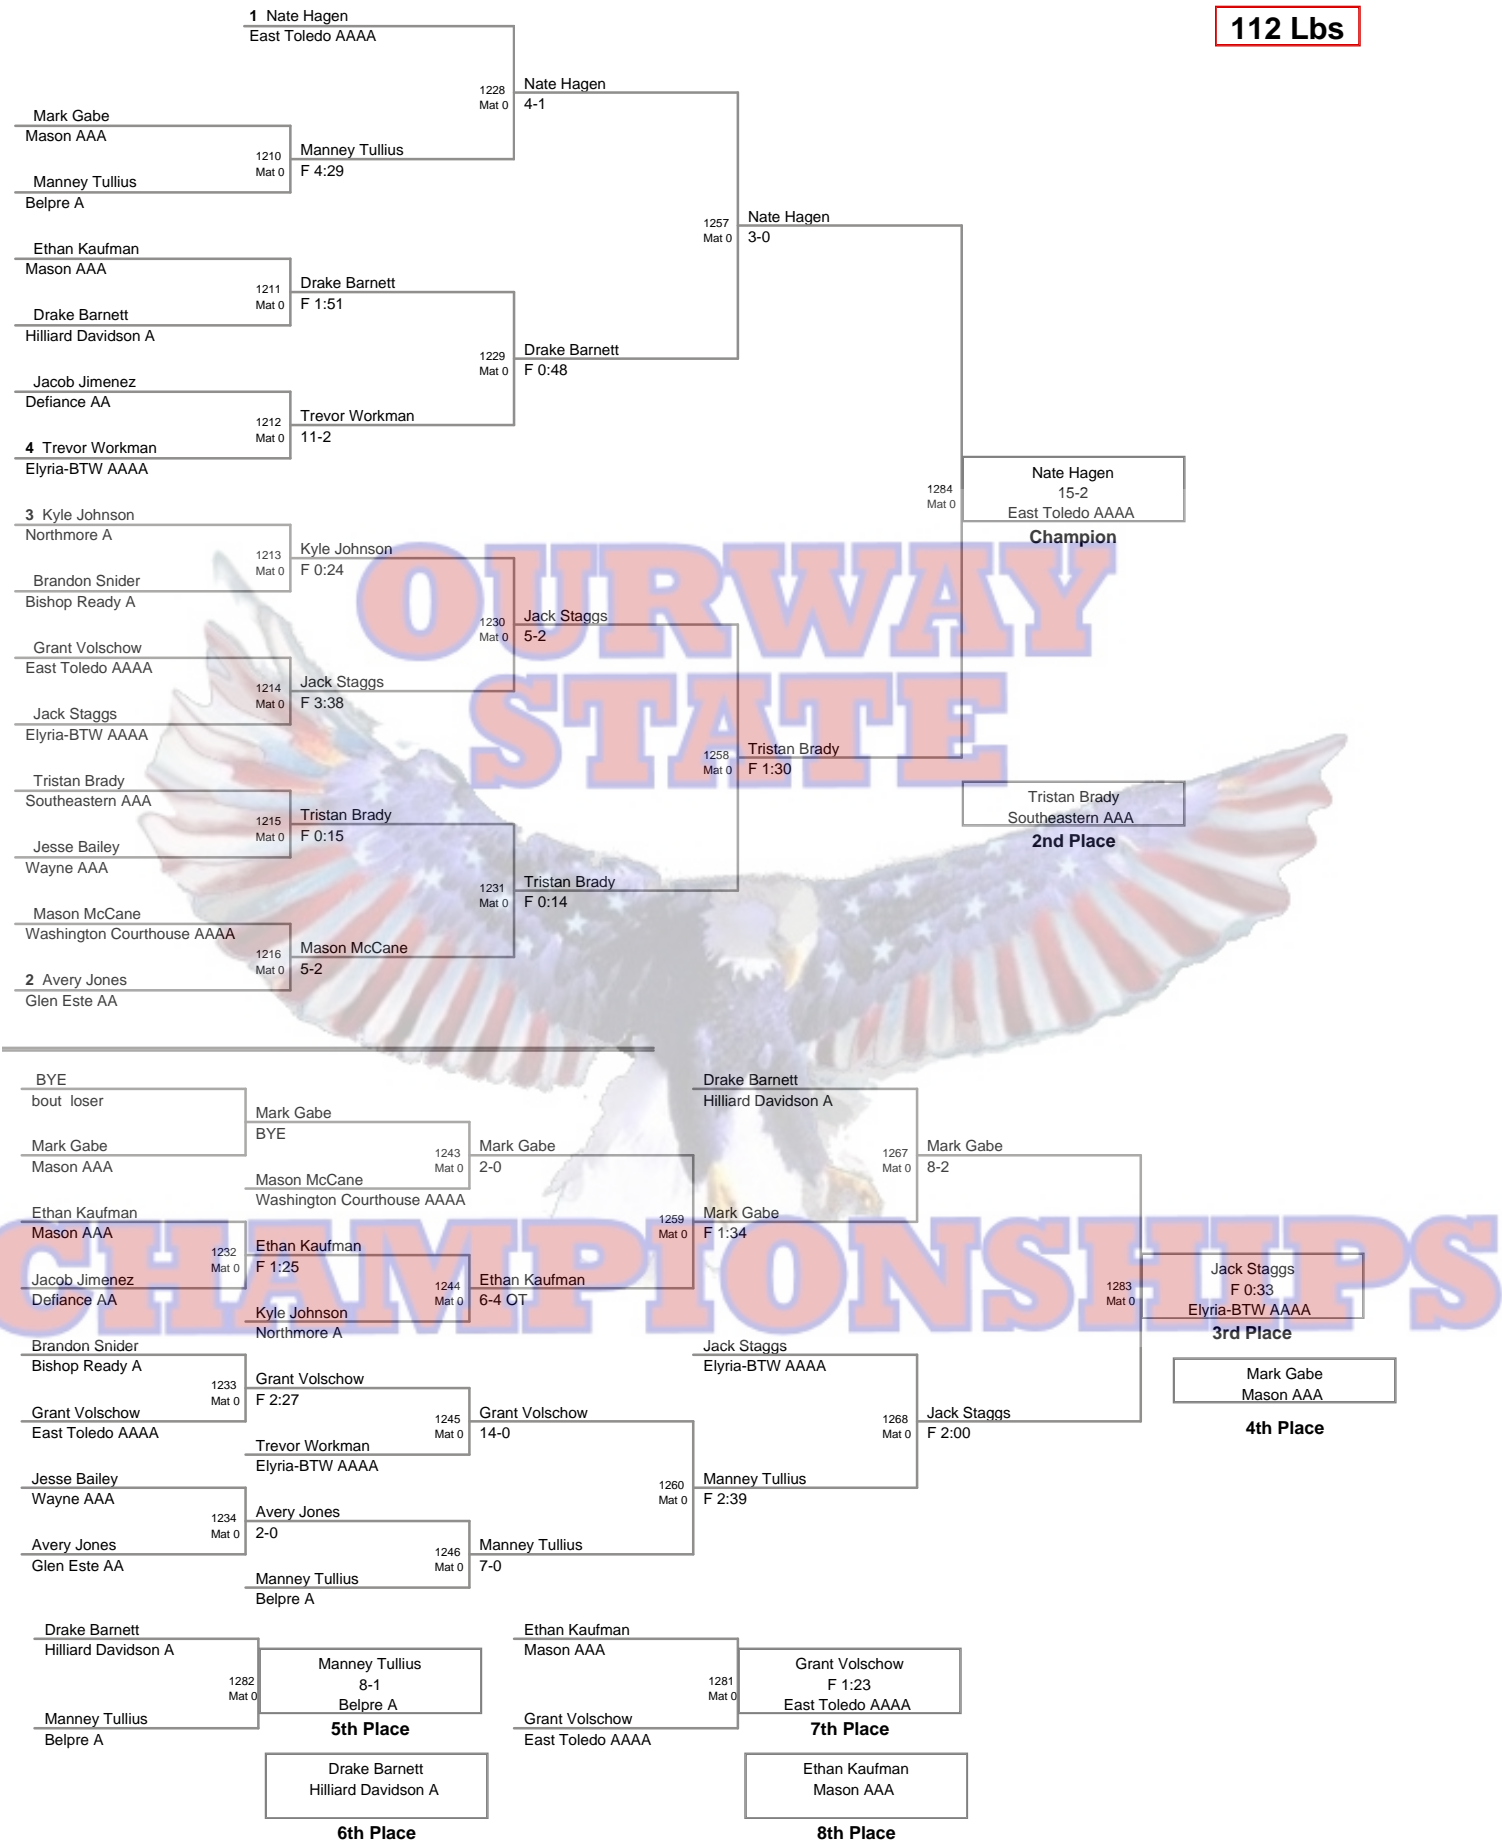 1 Nate Hagen
East Toledo AAAA
112 Lbs
1228
Mat 0
Nate Hagen
4-1
Mark Gabe
Mason AAA
1210
Mat 0
Manney Tullius
F 4:29
Manney Tullius
Belpre A
1257
Mat 0
Nate Hagen
3-0
Ethan Kaufman
Mason AAA
1211
Mat 0
Drake Barnett
F 1:51
Drake Barnett
Hilliard Davidson A
1229
Mat 0
Drake Barnett
F 0:48
Jacob Jimenez
Defiance AA
1212
Mat 0
Trevor Workman
11-2
4 Trevor Workman
Elyria-BTW AAAA
1284
Mat 0
Nate Hagen
15-2
East Toledo AAAA
Champion
3 Kyle Johnson
Northmore A
1213
Mat 0
Kyle Johnson
F 0:24
Brandon Snider
Bishop Ready A
OURWAY
STATE
1230
Mat 0
Jack Staggs
5-2
Grant Volschow
East Toledo AAAA
1214
Mat 0
Jack Staggs
F 3:38
Jack Staggs
Elyria-BTW AAAA
1258
Mat 0
Tristan Brady
F 1:30
Tristan Brady
Southeastern AAA
2nd Place
Tristan Brady
Southeastern AAA
1215
Mat 0
Tristan Brady
F 0:15
Jesse Bailey
Wayne AAA
1231
Mat 0
Tristan Brady
F 0:14
Mason McCane
Washington Courthouse AAAA
1216
Mat 0
Mason McCane
5-2
2 Avery Jones
Glen Este AA
BYE
bout loser
Mark Gabe
BYE
Mark Gabe
Mason AAA
1243
Mat 0
Mark Gabe
2-0
Mason McCane
Washington Courthouse AAAA
Drake Barnett
Hilliard Davidson A
1267
Mat 0
Mark Gabe
8-2
1259
Mat 0
Mark Gabe
F 1:34
Ethan Kaufman
Mason AAA
1232
Mat 0
Ethan Kaufman
F 1:25
Jacob Jimenez
Defiance AA
1244
Mat 0
Ethan Kaufman
6-4 OT
Kyle Johnson
Northmore A
CHAMPIONSHIPS
1283
Mat 0
Jack Staggs
F 0:33
Elyria-BTW AAAA
3rd Place
Mark Gabe
Mason AAA
4th Place
Brandon Snider
Bishop Ready A
1233
Mat 0
Grant Volschow
F 2:27
Grant Volschow
East Toledo AAAA
1245
Mat 0
Grant Volschow
14-0
Trevor Workman
Elyria-BTW AAAA
Jack Staggs
Elyria-BTW AAAA
1268
Mat 0
Jack Staggs
F 2:00
1260
Mat 0
Manney Tullius
F 2:39
Jesse Bailey
Wayne AAA
1234
Mat 0
Avery Jones
2-0
Avery Jones
Glen Este AA
1246
Mat 0
Manney Tullius
7-0
Manney Tullius
Belpre A
Drake Barnett
Hilliard Davidson A
1282
Mat 0
Manney Tullius
8-1
Belpre A
5th Place
Manney Tullius
Belpre A
Drake Barnett
Hilliard Davidson A
6th Place
Ethan Kaufman
Mason AAA
1281
Mat 0
Grant Volschow
F 1:23
East Toledo AAAA
7th Place
Grant Volschow
East Toledo AAAA
Ethan Kaufman
Mason AAA
8th Place